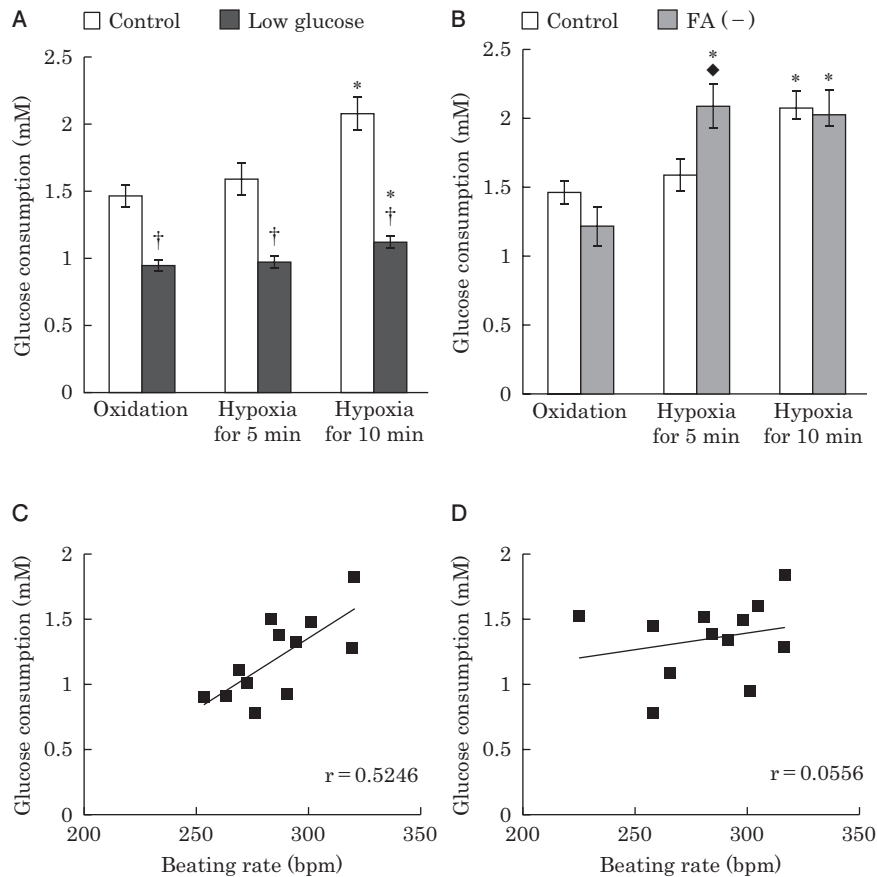 A
Control
Low glucose
Glucose consumption (mM)
2.5
2
1.5
1
0.5
0
*
*
†
†
†
Oxidation
Hypoxia
for 5 min
Hypoxia
for 10 min
B
Control
FA (−)
Glucose consumption (mM)
2.5
2
1.5
1
0.5
0
*
◆
*
*
Oxidation
Hypoxia
for 5 min
Hypoxia
for 10 min
C
Glucose consumption (mM)
2
1.5
1
0.5
0
r = 0.5246
200
250
300
350
Beating rate (bpm)
D
Glucose consumption (mM)
2
1.5
1
0.5
0
r = 0.0556
200
250
300
350
Beating rate (bpm)